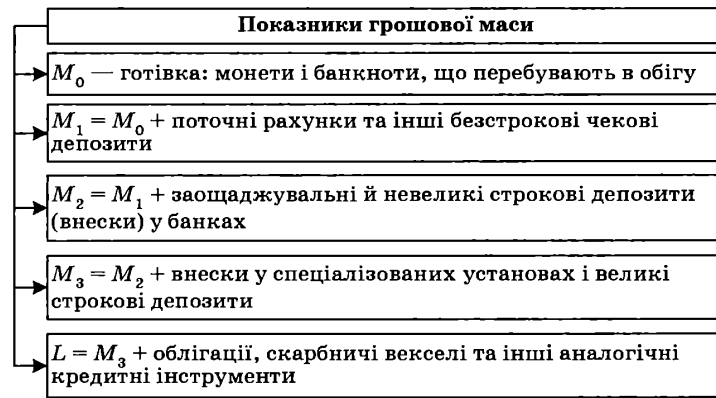 Показники грошової маси
M₀ — готівка: монети і банкноти, що перебувають в обігу
M₁ = M₀ + поточні рахунки та інші безстрокові чекові
депозити
M₂ = M₁ + заощаджувальні й невеликі строкові депозити
(внески) у банках
M₃ = M₂ + внески у спеціалізованих установах і великі
строкові депозити
L = M₃ + облігації, скарбничі векселі та інші аналогічні
кредитні інструменти